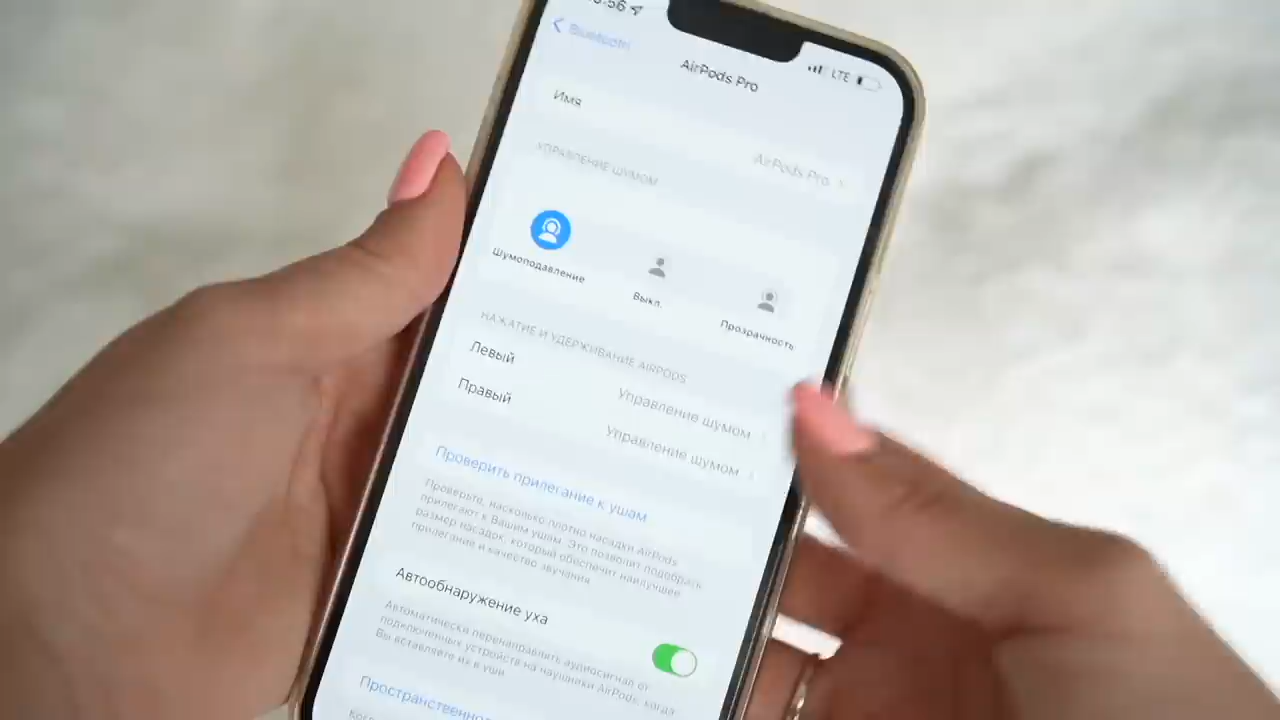 Bluetooth
LTE
AirPods Pro
Имя
AirPods Pro
УПРАВЛЕНИЕ ШУМОМ
Шумоподавление
Выкл.
Прозрачность
НАЖАТИЕ И УДЕРЖИВАНИЕ AIRPODS
Левый
Управление шумом
Правый
Управление шумом
Проверить прилегание к ушам
Проверьте, насколько плотно насадки AirPods
прилегают к Вашим ушам. Это позволит подобрать
размер насадок, который обеспечит наилучшее
прилегание и качество звучания.
Автообнаружение уха
Автоматически перенаправлять аудиосигнал от
подключенных устройств на наушники AirPods, когда
Вы вставляете их в уши.